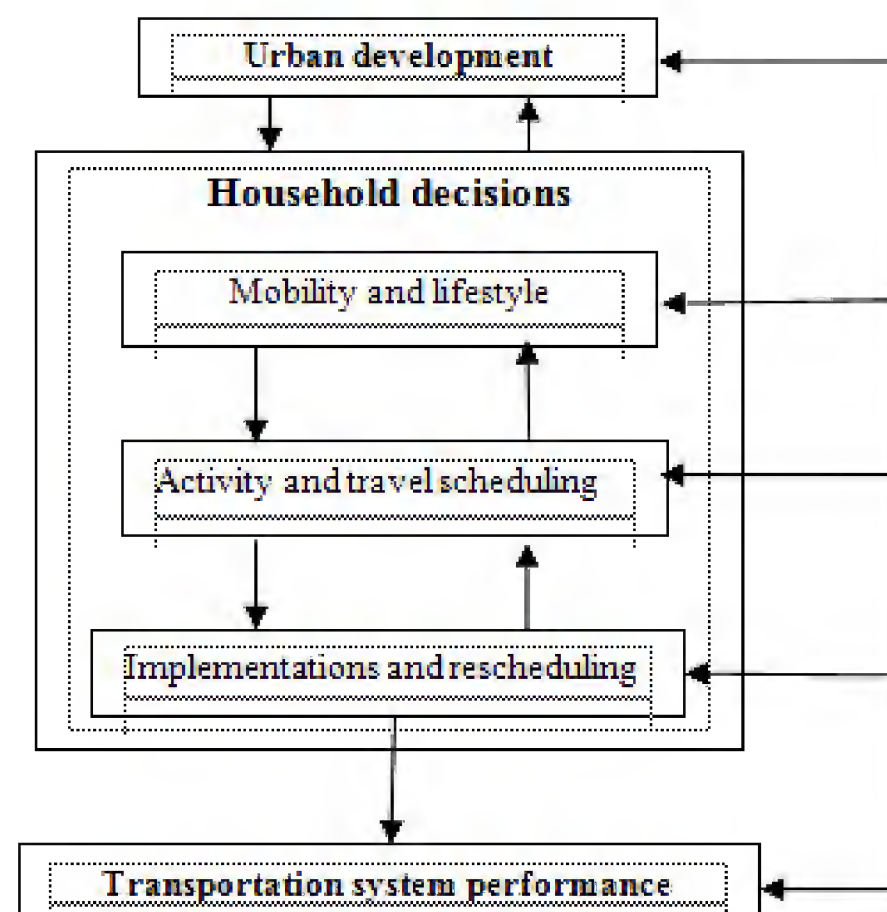 Urban development
Household decisions
Mobility and lifestyle
Activity and travel scheduling
Implementations and rescheduling
Transportation system performance